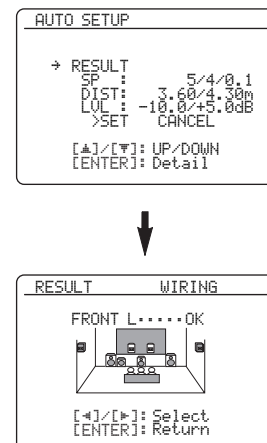 AUTO SETUP
→ RESULT
SP : 5/4/0.1
DIST: 3.60/4.30m
LVL : -10.0/+5.0dB
>SET CANCEL
[▲]/[▼]: UP/DOWN
[ENTER]: Detail
RESULT WIRING
FRONT L·····OK
[◄]/[►]: Select
[ENTER]: Return